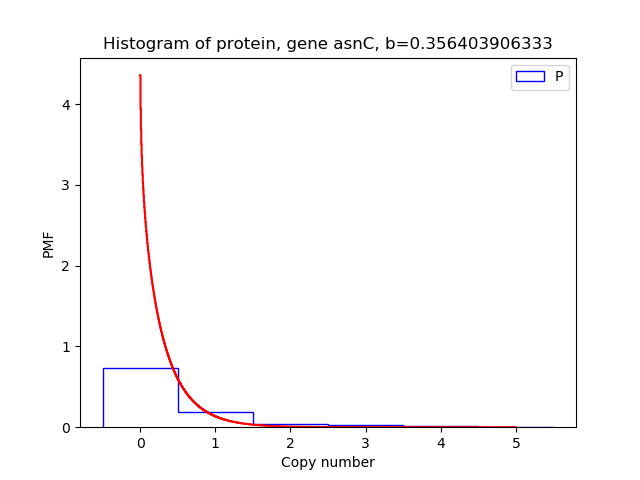 Histogram of protein, gene asnC, b=0.356403906333
P
4
3
2
1
0
PMF
0 1 2 3 4 5
Copy number